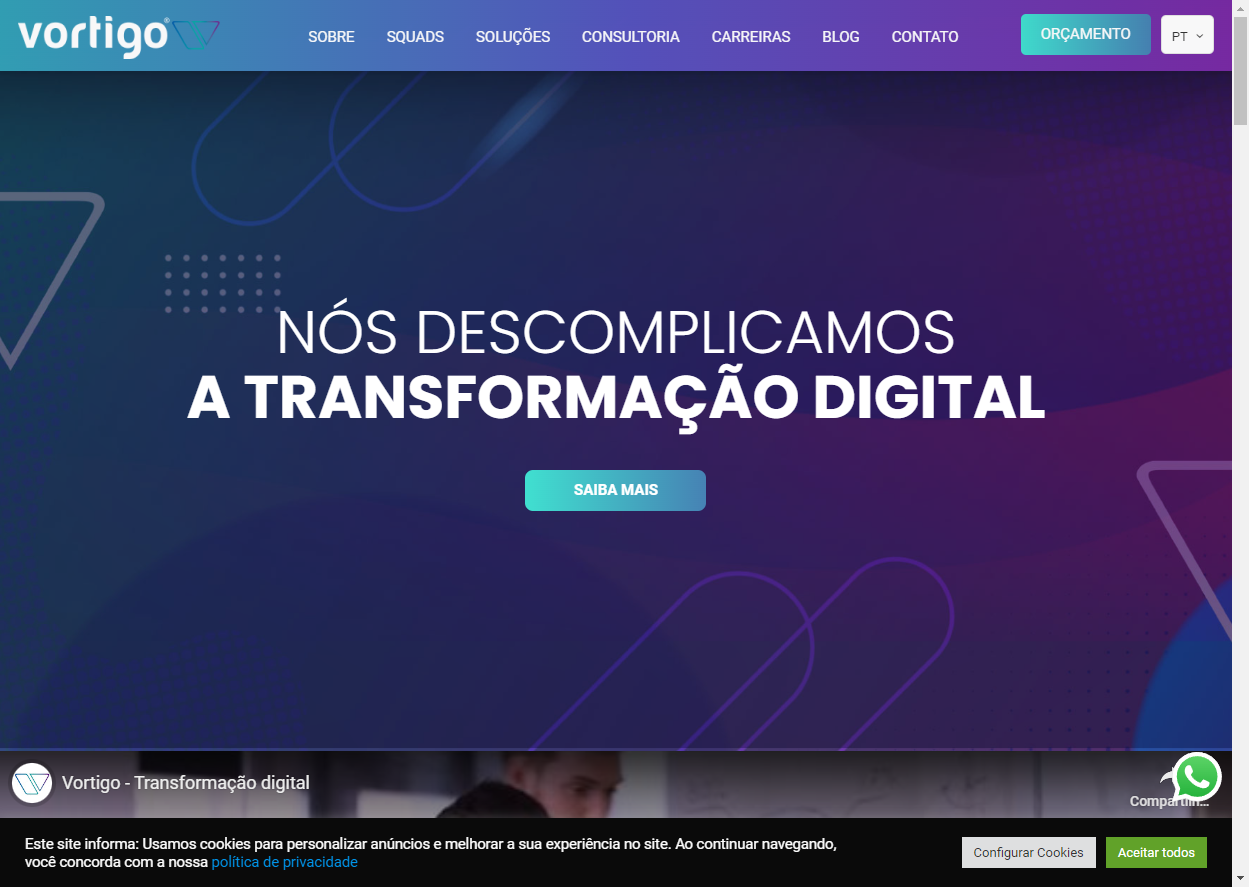 vortigo
SOBRE
SQUADS
SOLUÇÕES
CONSULTORIA
CARREIRAS
BLOG
CONTATO
ORÇAMENTO
PT
NÓS DESCOMPLICAMOS
A TRANSFORMAÇÃO DIGITAL
SAIBA MAIS
Vortigo - Transformação digital
Este site informa: Usamos cookies para personalizar anúncios e melhorar a sua experiência no site. Ao continuar navegando,
você concorda com a nossa política de privacidade
Configurar Cookies
Aceitar todos